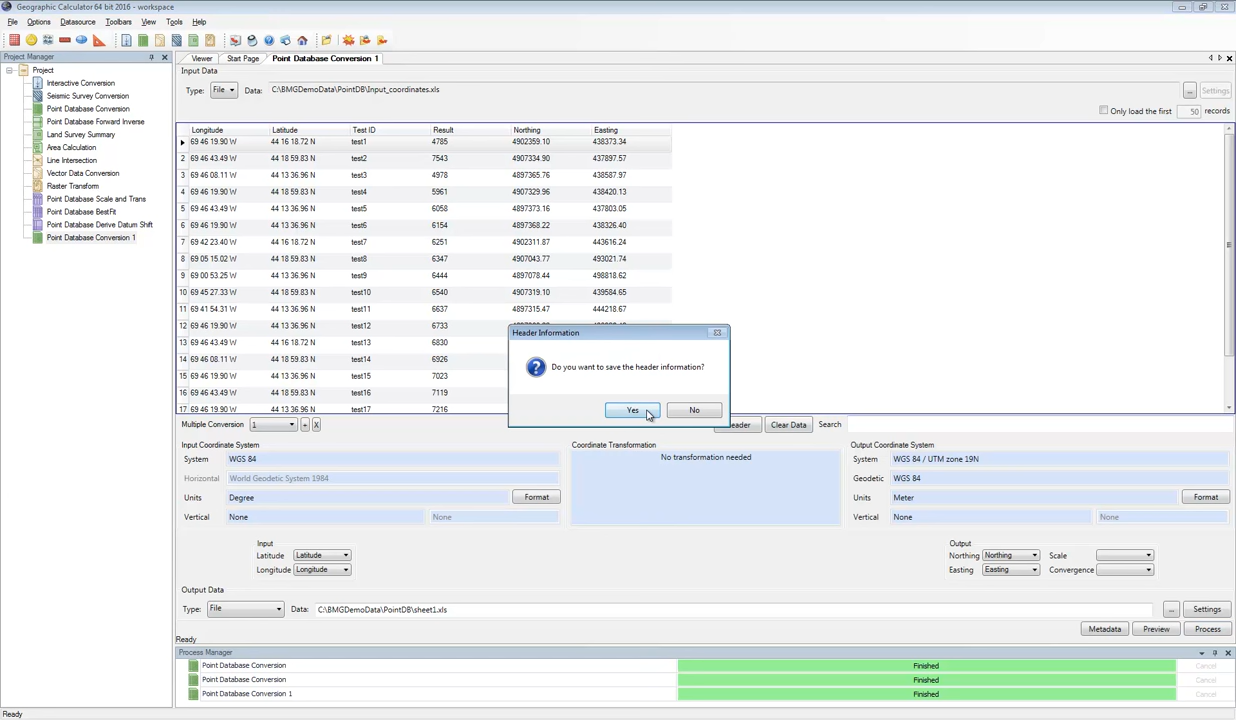 Geographic Calculator 64 bit 2016 - workspace
File Options Datasource Toolbars View Tools Help
Project Manager
Viewer Start Page Point Database Conversion 1
Project
Interactive Conversion
Seismic Survey Conversion
Point Database Conversion
Point Database Forward Inverse
Land Survey Summary
Area Calculation
Line Intersection
Vector Data Conversion
Raster Transform
Point Database Scale and Trans
Point Database BestFit
Point Database Derive Datum Shift
Point Database Conversion 1
Input Data
Type: File Data: C:\BMGDemoData\PointDB\Input_coordinates.xls ... Settings
Only load the first 50 records
Longitude Latitude Test ID Result Northing Easting
69 46 19.90 W 44 16 18.72 N test1 4785 4902359.10 438373.34
2 69 46 43.49 W 44 18 59.83 N test2 7543 4907334.90 437897.57
3 69 46 08.11 W 44 13 36.96 N test3 4978 4897365.76 438587.97
4 69 46 19.90 W 44 18 59.83 N test4 5961 4907329.96 438420.13
5 69 46 43.49 W 44 13 36.96 N test5 6058 4897373.16 437803.05
6 69 46 19.90 W 44 13 36.96 N test6 6154 4897368.22 438326.40
7 69 42 23.40 W 44 16 18.72 N test7 6251 4902311.87 443616.24
8 69 05 15.02 W 44 18 59.83 N test8 6347 4907043.77 493021.74
9 69 00 53.25 W 44 13 36.96 N test9 6444 4897078.44 498818.62
10 69 45 27.33 W 44 18 59.83 N test10 6540 4907319.10 439584.65
11 69 41 54.31 W 44 13 36.96 N test11 6637 4897315.47 444218.67
12 69 46 19.90 W 44 13 36.96 N test12 6733
13 69 46 43.49 W 44 16 18.72 N test13 6830
14 69 46 08.11 W 44 18 59.83 N test14 6926
15 69 46 19.90 W 44 13 36.96 N test15 7023
16 69 46 43.49 W 44 18 59.83 N test16 7119
17 69 46 19.90 W 44 13 36.96 N test17 7216
Header Information
Do you want to save the header information?
Yes No
Multiple Conversion 1 + X eader Clear Data Search
Input Coordinate System
System WGS 84
Horizontal World Geodetic System 1984
Units Degree Format
Vertical None None
Coordinate Transformation
No transformation needed
Output Coordinate System
System WGS 84 / UTM zone 19N
Geodetic WGS 84
Units Meter Format
Vertical None None
Input
Latitude Latitude
Longitude Longitude
Output
Northing Northing Scale
Easting Easting Convergence
Output Data
Type: File Data: C:\BMGDemoData\PointDB\sheet1.xls ... Settings
Metadata Preview Process
Ready
Process Manager
Point Database Conversion Finished Cancel
Point Database Conversion Finished Cancel
Point Database Conversion 1 Finished Cancel
Ready